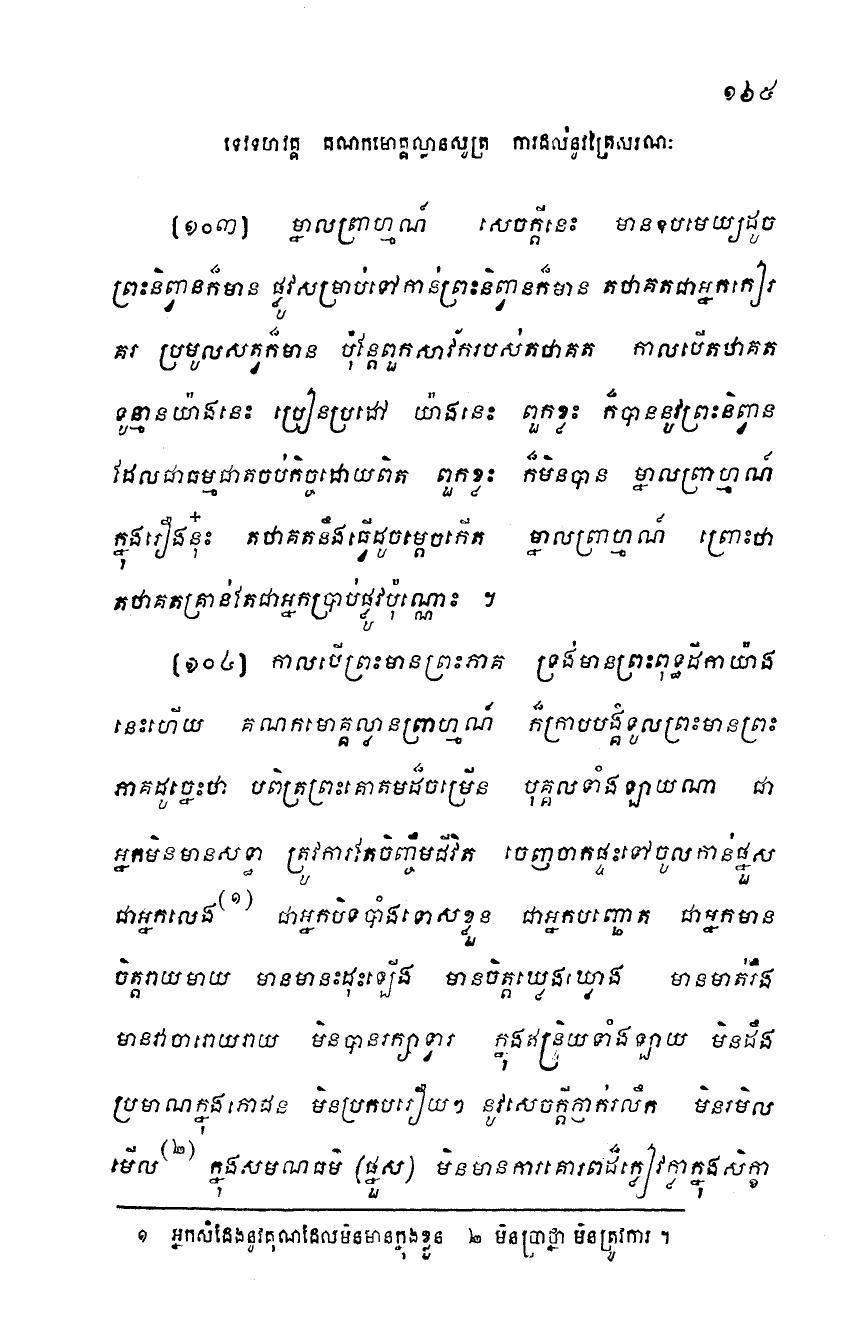 ១៦៥
ទេវទហវគ្គ គណកមោគ្គល្លានសូត្រ ការដល់នូវត្រៃសរណៈ
[១០៣] ម្នាលព្រាហ្មណ៍ សេចក្តីនេះ មានឧបមេយ្យដូច
ព្រះនិព្វានក៏មាន ផ្លូវសម្រាប់ទៅកាន់ព្រះនិព្វានក៏មាន តថាគតជាអ្នកកៀរ
គរ ប្រមូលសត្វក៏មាន ប៉ុន្តែពួកសាវ័ករបស់តថាគត កាលបើតថាគត
ទូន្មានយ៉ាងនេះ ប្រៀនប្រដៅ យ៉ាងនេះ ពួកខ្លះ ក៏បាននូវព្រះនិព្វាន
ដែលជាធម្មជាតចប់កិច្ចដោយពិត ពួកខ្លះ ក៏មិនបាន ម្នាលព្រាហ្មណ៍
ក្នុងរឿងនុ៎ះ តថាគតនឹងធ្វើដូចម្តេចកើត ម្នាលព្រាហ្មណ៍ ព្រោះថា
តថាគតគ្រាន់តែជាអ្នកប្រាប់ផ្លូវប៉ុណ្ណោះ ។
[១០៤] កាលបើព្រះមានព្រះភាគ ទ្រង់មានព្រះពុទ្ធដីកាយ៉ាង
នេះហើយ គណកមោគ្គល្លានព្រាហ្មណ៍ ក៏ក្រាបបង្គំទូលព្រះមានព្រះ
ភាគដូច្នេះថា បពិត្រព្រះគោតមដ៏ចម្រើន បុគ្គលទាំងឡាយណា ជា
អ្នកមិនមានសទ្ធា ត្រូវការតែចិញ្ចឹមជីវិត ចេញចាកផ្ទះទៅចូលកាន់ផ្នួស
ជាអ្នកលេង(១) ជាអ្នកបិទបាំងទោសខ្លួន ជាអ្នកបញ្ឆោត ជាអ្នកមាន
ចិត្តរាយមាយ មានមានះដុះឡើង មានចិត្តឃ្លេងឃ្លោង មានមាត់រឹង
មានវាចារោយរាយ មិនបានរក្សាទ្វារ ក្នុងឥន្ទ្រិយទាំងឡាយ មិនដឹង
ប្រមាណក្នុងភោជន មិនប្រកបរឿយៗ នូវសេចក្តីភ្ញាក់រលឹក មិនរមិល
មើល(២) ក្នុងសមណធម៌ (ផ្នួស) មិនមានការគោរពដ៏ក្លៀវក្លាក្នុងសិក្ខា
១ អ្នកសំដែងនូវគុណដែលមិនមានក្នុងខ្លួន ២ មិនប្រាថ្នា មិនត្រូវការ ។